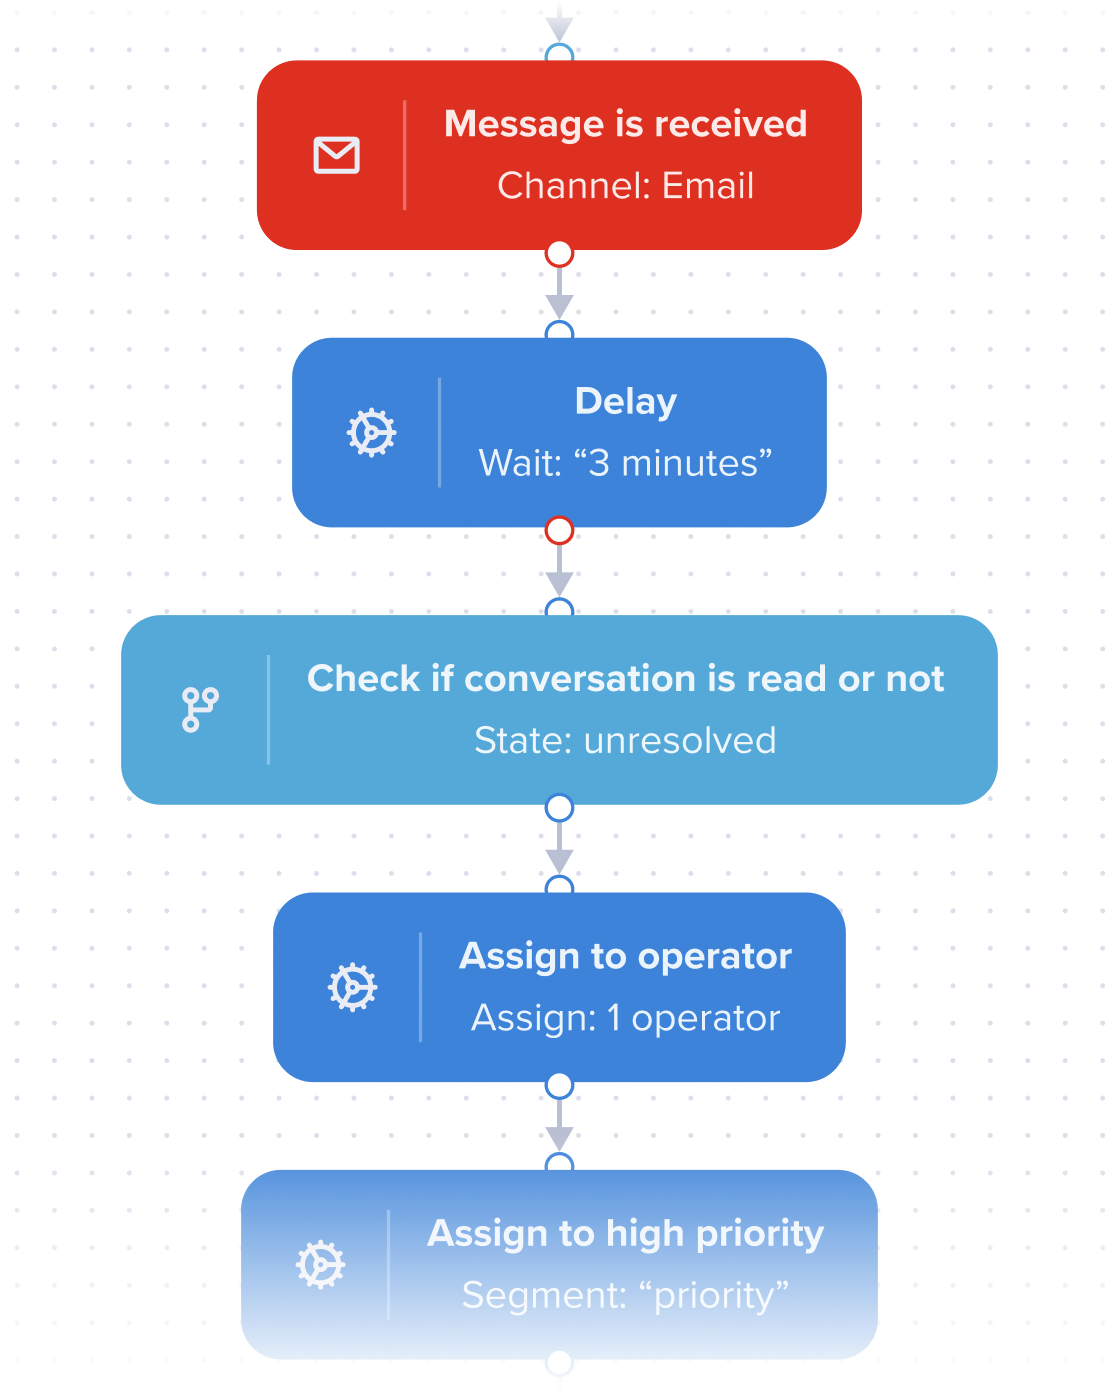 Message is received
Channel: Email
Delay
Wait: “3 minutes”
Check if conversation is read or not
State: unresolved
Assign to operator
Assign: 1 operator
Assign to high priority
Segment: “priority”